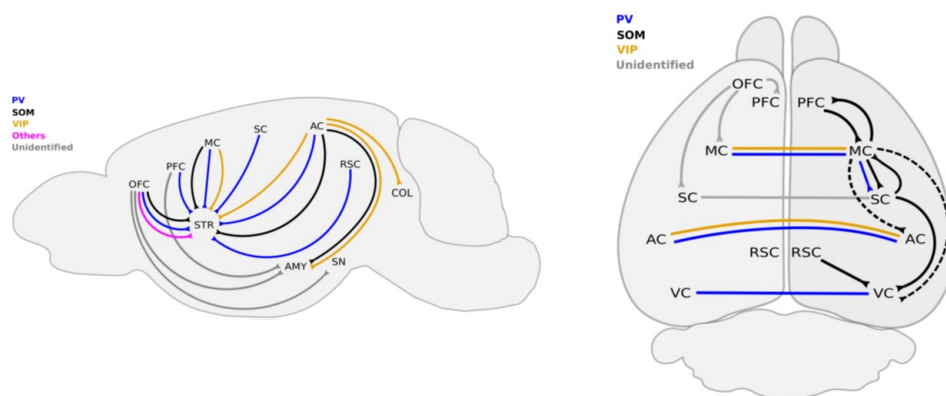 PV
SOM
VIP
Others
Unidentified
OFC
PFC
MC
SC
AC
RSC
COL
STR
AMY
SN
PV
SOM
VIP
Unidentified
OFC
PFC
PFC
MC
MC
SC
SC
AC
AC
RSC
RSC
VC
VC